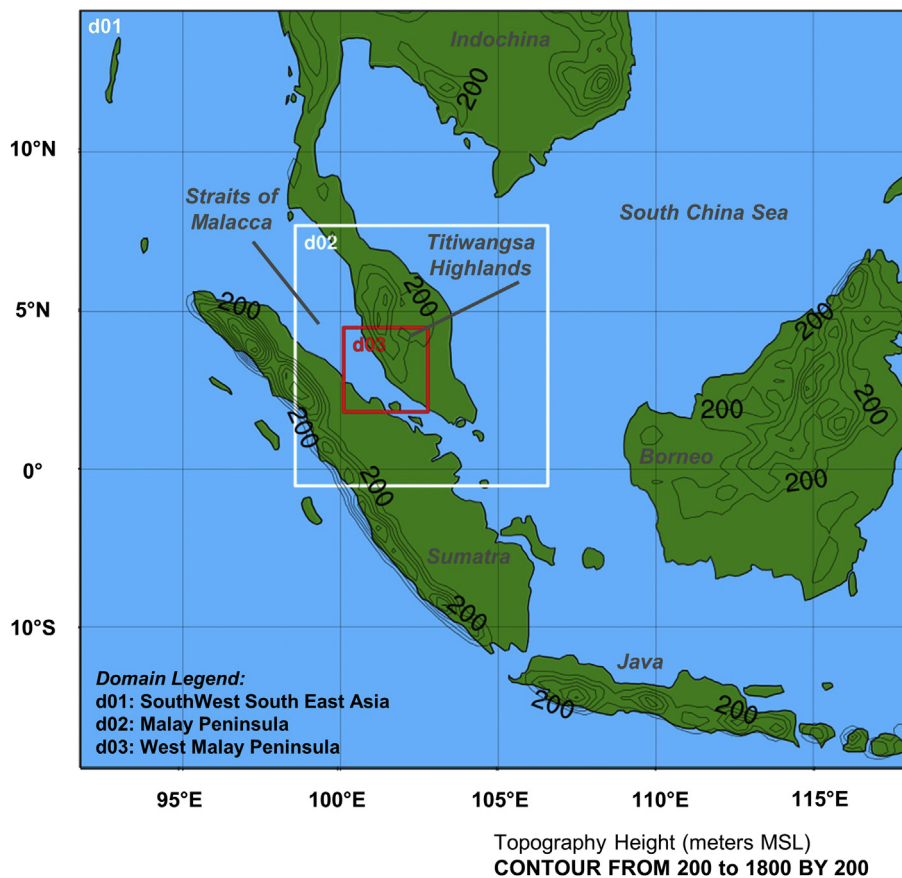 d01
Indochina
200
10°N
Straits of
Malacca
South China Sea
d02
Titiwangsa
Highlands
200
200
5°N
200
d03
200
200
200
Borneo
0°
200
200
Sumatra
10°S
200
Java
200
200
Domain Legend:
d01: SouthWest South East Asia
d02: Malay Peninsula
d03: West Malay Peninsula
95°E
100°E
105°E
110°E
115°E
Topography Height (meters MSL)
CONTOUR FROM 200 to 1800 BY 200